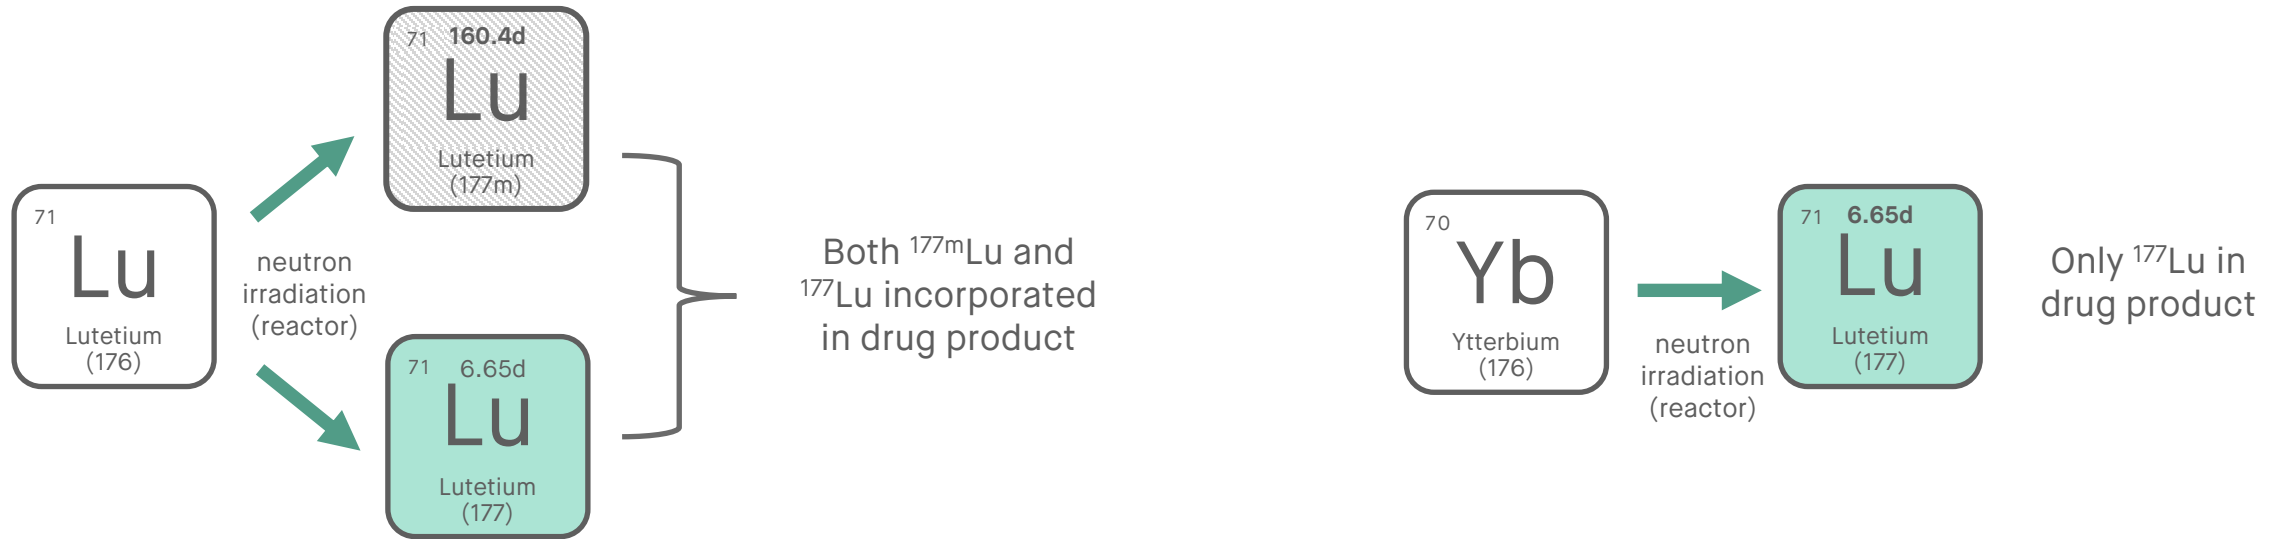 71
Lu
Lutetium
(176)
neutron
irradiation
(reactor)
71 160.4d
Lu
Lutetium
(177m)
71 6.65d
Lu
Lutetium
(177)
Both ¹⁷⁷ᵐLu and
¹⁷⁷Lu incorporated
in drug product
70
Yb
Ytterbium
(176)
neutron
irradiation
(reactor)
71 6.65d
Lu
Lutetium
(177)
Only ¹⁷⁷Lu in
drug product